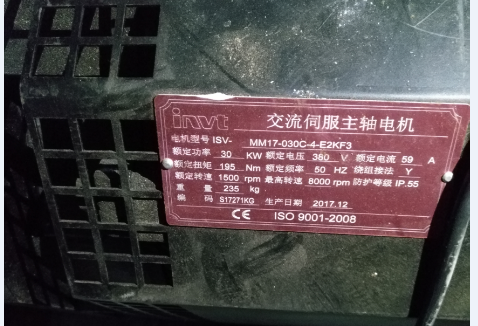 invt 交流伺服主轴电机
电机型号 ISV- MM17-030C-4-E2KF3
额定功率 30 KW 额定电压 380 V 额定电流 59 A
额定扭矩 195 Nm 额定频率 50 HZ 绕组接法 Y
额定转速 1500 rpm 最高转速 8000 rpm 防护等级 IP.55
重 量 235 kg
编 码 S17271KG 生产日期 2017.12
CE ISO 9001-2008